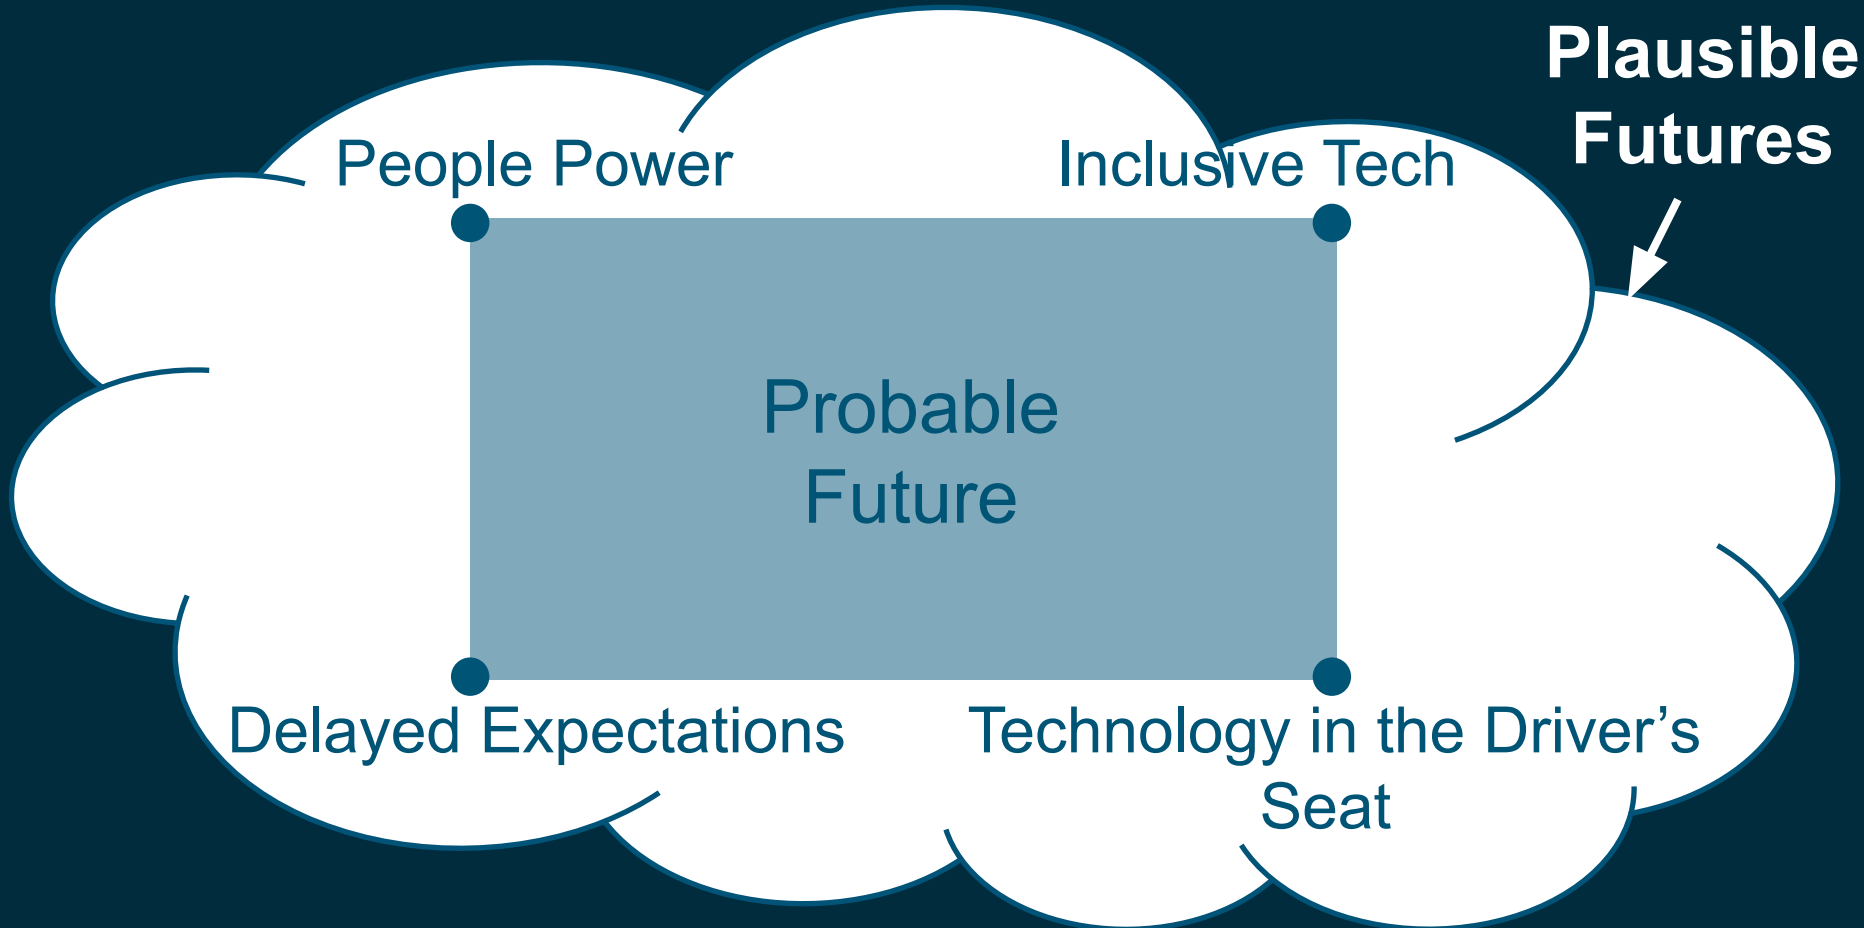 Plausible
Futures
People Power
Inclusive Tech
Probable
Future
Delayed Expectations
Technology in the Driver’s
Seat